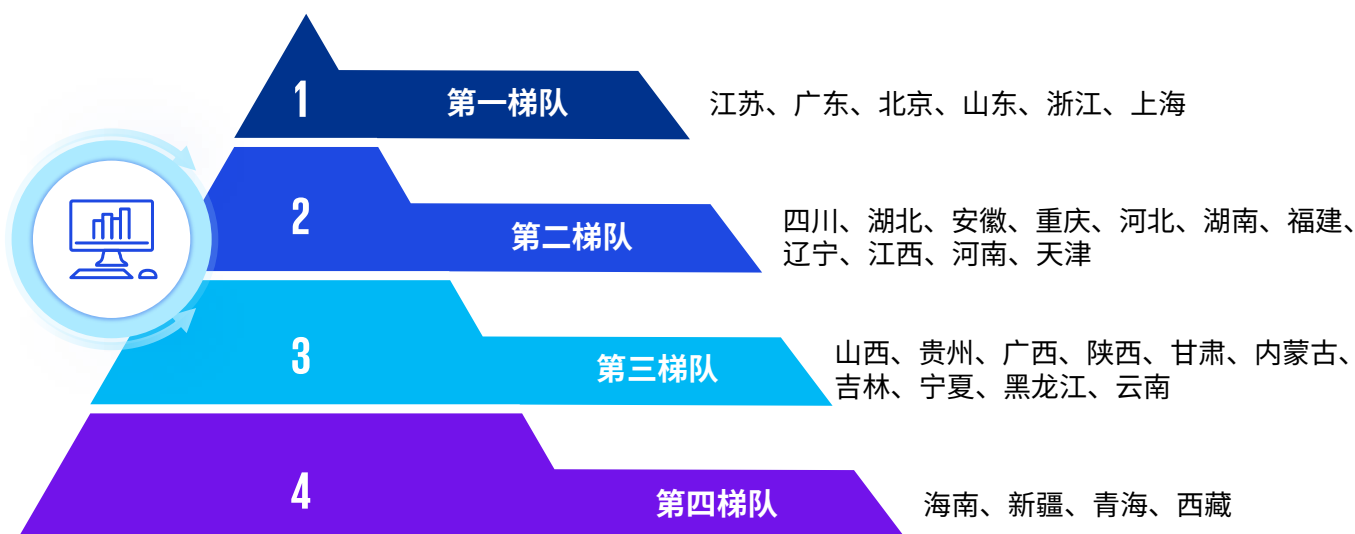 1
第一梯队
江苏、广东、北京、山东、浙江、上海
2
第二梯队
四川、湖北、安徽、重庆、河北、湖南、福建、
辽宁、江西、河南、天津
3
第三梯队
山西、贵州、广西、陕西、甘肃、内蒙古、
吉林、宁夏、黑龙江、云南
4
第四梯队
海南、新疆、青海、西藏